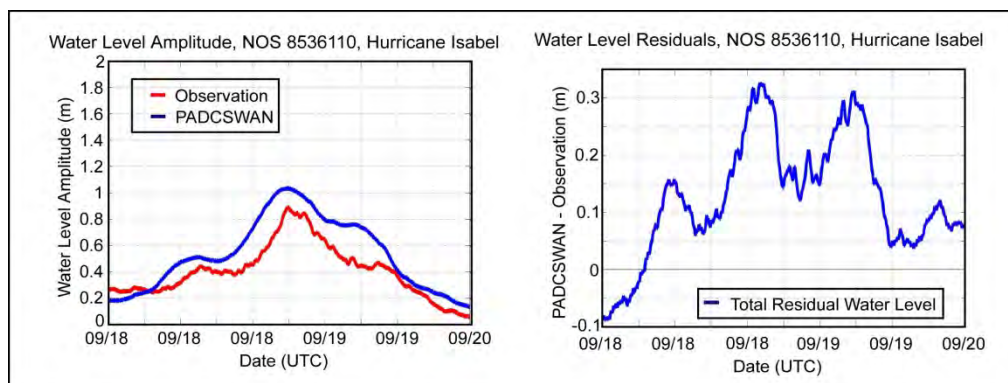 Water Level Amplitude, NOS 8536110, Hurricane Isabel
2
1.8
1.6
1.4
1.2
1
0.8
0.6
0.4
0.2
0
Water Level Amplitude (m)
Observation
PADCSWAN
09/18 09/18 09/18 09/19 09/19 09/20
Date (UTC)
Water Level Residuals, NOS 8536110, Hurricane Isabel
0.3
0.2
0.1
0
-0.1
PADCSWAN - Observation (m)
Total Residual Water Level
09/18 09/18 09/18 09/19 09/19 09/20
Date (UTC)